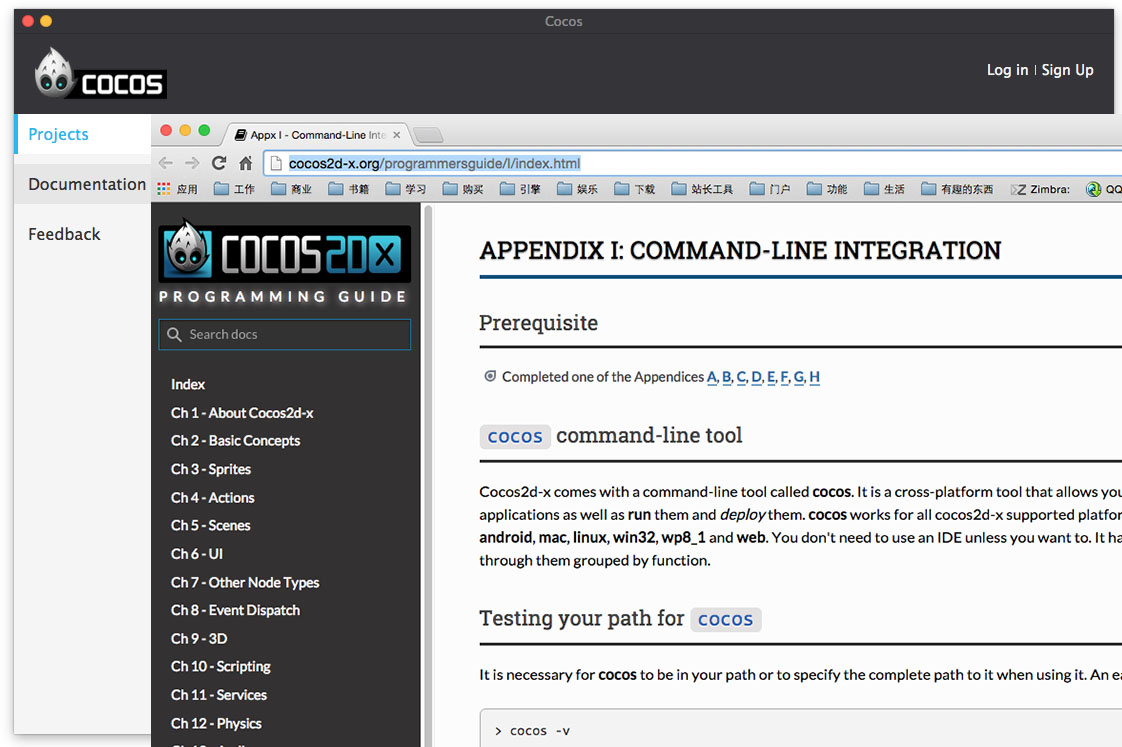 Cocos
COCOS
Log in | Sign Up
Projects
Documentation
Feedback
Appx I - Command-Line Inte
cocos2d-x.org/programmersguide/I/index.html
应用 工作 商业 书籍 学习 购买 引擎 娱乐 下载 站长工具 门户 功能 生活 有趣的东西 Zimbra: QQ
COCOS2DX
PROGRAMMING GUIDE
Search docs
Index
Ch 1 - About Cocos2d-x
Ch 2 - Basic Concepts
Ch 3 - Sprites
Ch 4 - Actions
Ch 5 - Scenes
Ch 6 - UI
Ch 7 - Other Node Types
Ch 8 - Event Dispatch
Ch 9 - 3D
Ch 10 - Scripting
Ch 11 - Services
Ch 12 - Physics
APPENDIX I: COMMAND-LINE INTEGRATION
Prerequisite
Completed one of the Appendices A, B, C, D, E, F, G, H
cocos command-line tool
Cocos2d-x comes with a command-line tool called cocos. It is a cross-platform tool that allows you
applications as well as run them and deploy them. cocos works for all cocos2d-x supported platfor
android, mac, linux, win32, wp8_1 and web. You don't need to use an IDE unless you want to. It ha
through them grouped by function.
Testing your path for cocos
It is necessary for cocos to be in your path or to specify the complete path to it when using it. An ea
> cocos -v